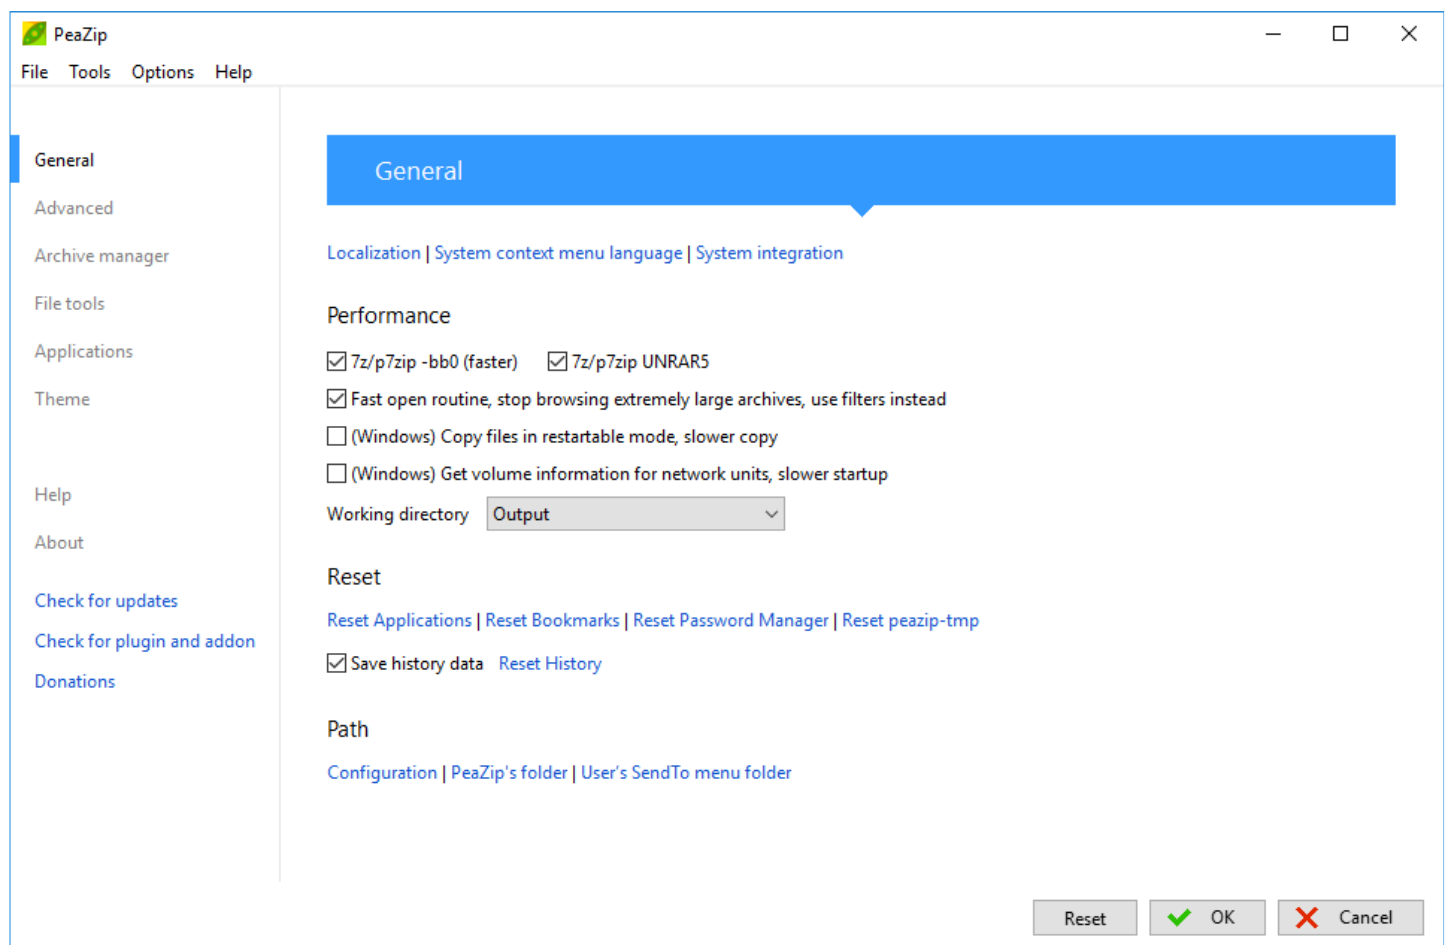 PeaZip
File Tools Options Help
General
Advanced
Archive manager
File tools
Applications
Theme
Help
About
Check for updates
Check for plugin and addon
Donations
General
Localization | System context menu language | System integration
Performance
7z/p7zip -bb0 (faster) 7z/p7zip UNRAR5
Fast open routine, stop browsing extremely large archives, use filters instead
(Windows) Copy files in restartable mode, slower copy
(Windows) Get volume information for network units, slower startup
Working directory Output
Reset
Reset Applications | Reset Bookmarks | Reset Password Manager | Reset peazip-tmp
Save history data Reset History
Path
Configuration | PeaZip's folder | User's SendTo menu folder
Reset OK Cancel